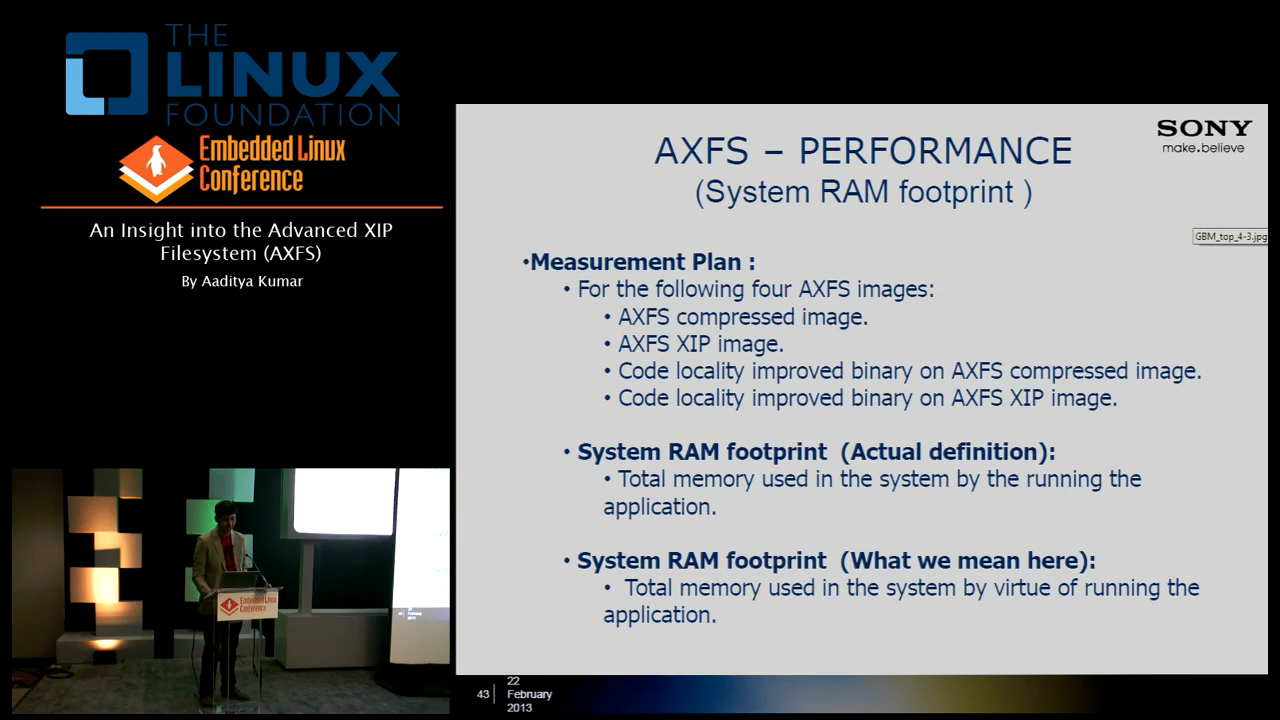 THE
LINUX
FOUNDATION
Embedded Linux
Conference
An Insight into the Advanced XIP
Filesystem (AXFS)
By Aaditya Kumar
SONY
make.believe
AXFS – PERFORMANCE
(System RAM footprint )
GBM_top_4-3.jpg
•Measurement Plan :
• For the following four AXFS images:
• AXFS compressed image.
• AXFS XIP image.
• Code locality improved binary on AXFS compressed image.
• Code locality improved binary on AXFS XIP image.
• System RAM footprint (Actual definition):
• Total memory used in the system by the running the
application.
• System RAM footprint (What we mean here):
• Total memory used in the system by virtue of running the
application.
43
22
February
2013
Embedded Linux
Conference